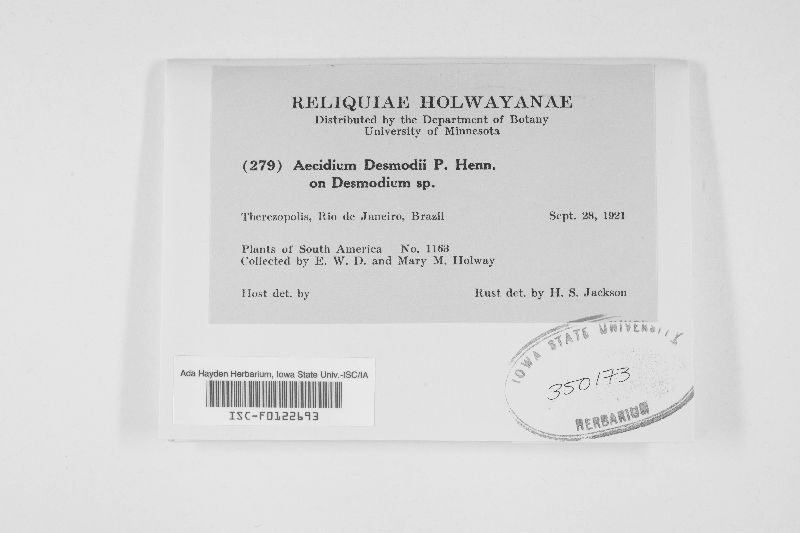 RELIQUIAE HOLWAYANAE
Distributed by the Department of Botany
University of Minnesota
(279) Aecidium Desmodii P. Henn.
on Desmodium sp.
Therezopolis, Rio de Janeiro, Brazil Sept. 28, 1921
Plants of South America No. 1163
Collected by E. W. D. and Mary M. Holway
Host det. by Rust det. by H. S. Jackson
Ada Hayden Herbarium, Iowa State Univ.-ISC/IA
ISC-F0122693
IOWA STATE UNIVERSITY
350173
HERBARIUM